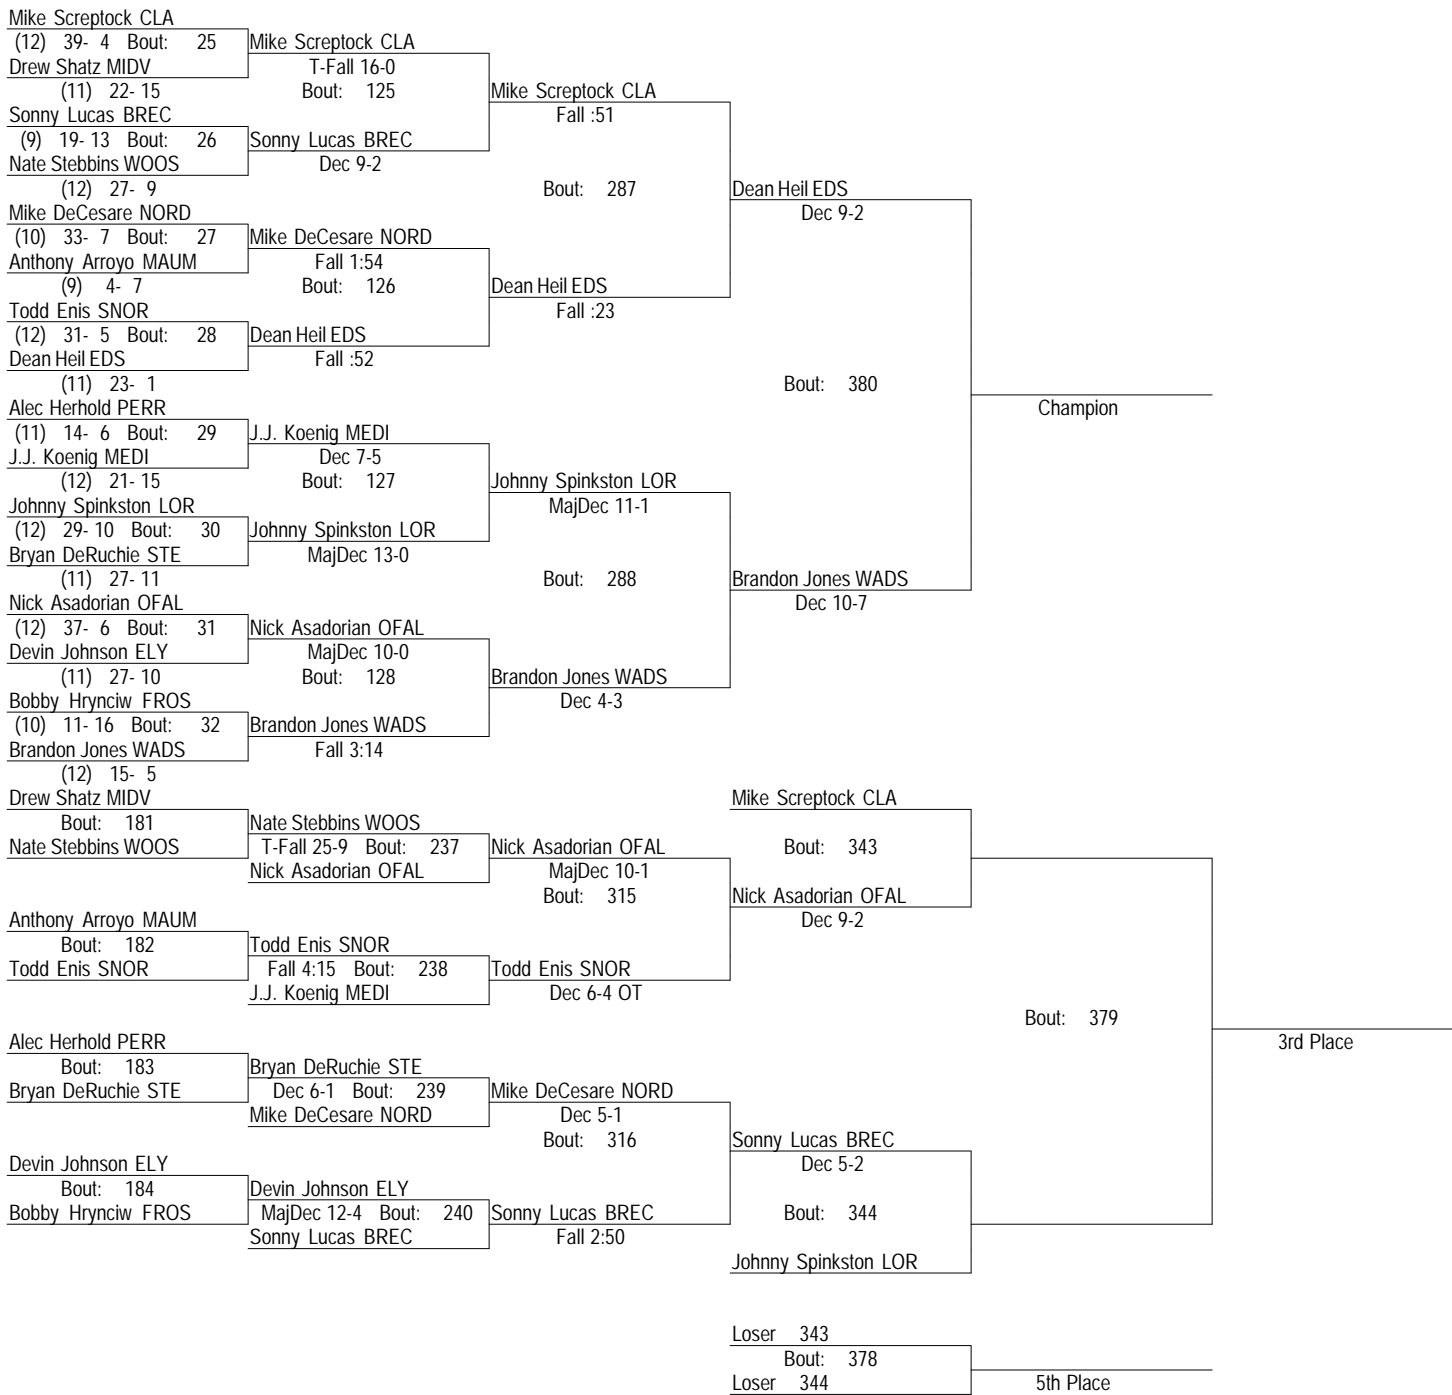 Mike Screptock CLA
(12) 39- 4 Bout: 25 Mike Screptock CLA
Drew Shatz MIDV T-Fall 16-0
(11) 22- 15 Bout: 125 Mike Screptock CLA
Sonny Lucas BREC Fall :51
(9) 19- 13 Bout: 26 Sonny Lucas BREC
Nate Stebbins WOOS Dec 9-2
(12) 27- 9 Bout: 287 Dean Heil EDS
Mike DeCesare NORD Dec 9-2
(10) 33- 7 Bout: 27 Mike DeCesare NORD
Anthony Arroyo MAUM Fall 1:54
(9) 4- 7 Bout: 126 Dean Heil EDS
Todd Enis SNOR Fall :23
(12) 31- 5 Bout: 28 Dean Heil EDS
Dean Heil EDS Fall :52
(11) 23- 1 Bout: 380
Alec Herhold PERR Champion
(11) 14- 6 Bout: 29 J.J. Koenig MEDI
J.J. Koenig MEDI Dec 7-5
(12) 21- 15 Bout: 127 Johnny Spinkston LOR
Johnny Spinkston LOR MajDec 11-1
(12) 29- 10 Bout: 30 Johnny Spinkston LOR
Bryan DeRuchie STE MajDec 13-0
(11) 27- 11 Bout: 288 Brandon Jones WADS
Nick Asadorian OFAL Dec 10-7
(12) 37- 6 Bout: 31 Nick Asadorian OFAL
Devin Johnson ELY MajDec 10-0
(11) 27- 10 Bout: 128 Brandon Jones WADS
Bobby Hrynciw FROS Dec 4-3
(10) 11- 16 Bout: 32 Brandon Jones WADS
Brandon Jones WADS Fall 3:14
(12) 15- 5
Drew Shatz MIDV Mike Screptock CLA
Bout: 181 Nate Stebbins WOOS
Nate Stebbins WOOS T-Fall 25-9 Bout: 237 Nick Asadorian OFAL Bout: 343
Nick Asadorian OFAL MajDec 10-1
Bout: 315 Nick Asadorian OFAL
Anthony Arroyo MAUM Dec 9-2
Bout: 182 Todd Enis SNOR
Todd Enis SNOR Fall 4:15 Bout: 238 Todd Enis SNOR
J.J. Koenig MEDI Dec 6-4 OT
Bout: 379
Alec Herhold PERR 3rd Place
Bout: 183 Bryan DeRuchie STE
Bryan DeRuchie STE Dec 6-1 Bout: 239 Mike DeCesare NORD
Mike DeCesare NORD Dec 5-1
Bout: 316 Sonny Lucas BREC
Devin Johnson ELY Dec 5-2
Bout: 184 Devin Johnson ELY
Bobby Hrynciw FROS MajDec 12-4 Bout: 240 Sonny Lucas BREC Bout: 344
Sonny Lucas BREC Fall 2:50
Johnny Spinkston LOR
Loser 343
Bout: 378
Loser 344 5th Place